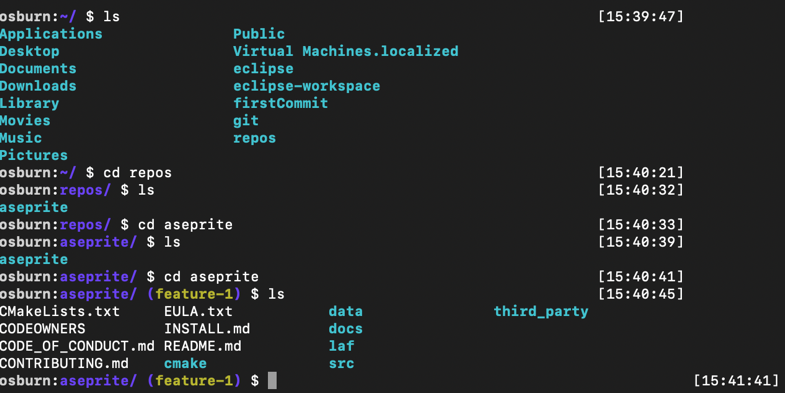 osburn:~/ $ ls [15:39:47]
Applications Public
Desktop Virtual Machines.localized
Documents eclipse
Downloads eclipse-workspace
Library firstCommit
Movies git
Music repos
Pictures
osburn:~/ $ cd repos [15:40:21]
osburn:repos/ $ ls [15:40:32]
aseprite
osburn:repos/ $ cd aseprite [15:40:33]
osburn:aseprite/ $ ls [15:40:39]
aseprite
osburn:aseprite/ $ cd aseprite [15:40:41]
osburn:aseprite/ (feature-1) $ ls [15:40:45]
CMakeLists.txt EULA.txt data third_party
CODEOWNERS INSTALL.md docs
CODE_OF_CONDUCT.md README.md laf
CONTRIBUTING.md cmake src
osburn:aseprite/ (feature-1) $ [15:41:41]